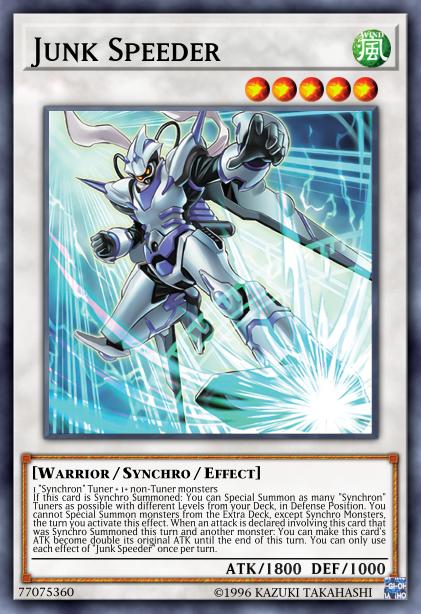 JUNK SPEEDER
WIND
風
[WARRIOR / SYNCHRO / EFFECT]
1 "Synchron" Tuner + 1+ non-Tuner monsters
If this card is Synchro Summoned: You can Special Summon as many "Synchron"
Tuners as possible with different Levels from your Deck, in Defense Position. You
cannot Special Summon monsters from the Extra Deck, except Synchro Monsters,
the turn you activate this effect. When an attack is declared involving this card that
was Synchro Summoned this turn and another monster: You can make this card's
ATK become double its original ATK until the end of this turn. You can only use
each effect of "Junk Speeder" once per turn.
ATK/1800 DEF/1000
77075360
©1996 KAZUKI TAKAHASHI